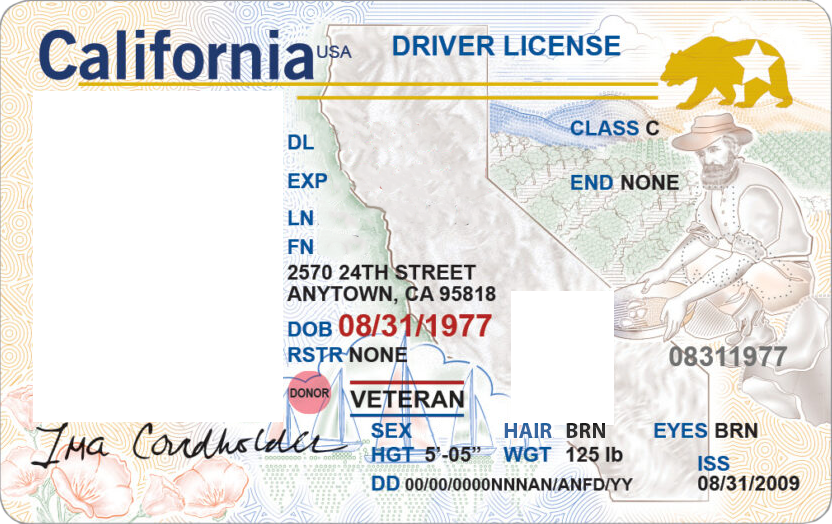 California USA DRIVER LICENSE
CLASS C
DL
EXP
END NONE
LN
FN
2570 24TH STREET
ANYTOWN, CA 95818
DOB 08/31/1977
RSTR NONE
08311977
DONOR
VETERAN
Ima Cardholder
SEX HAIR BRN EYES BRN
HGT 5'-05" WGT 125 lb
ISS
DD 00/00/0000NNNAN/ANFD/YY 08/31/2009